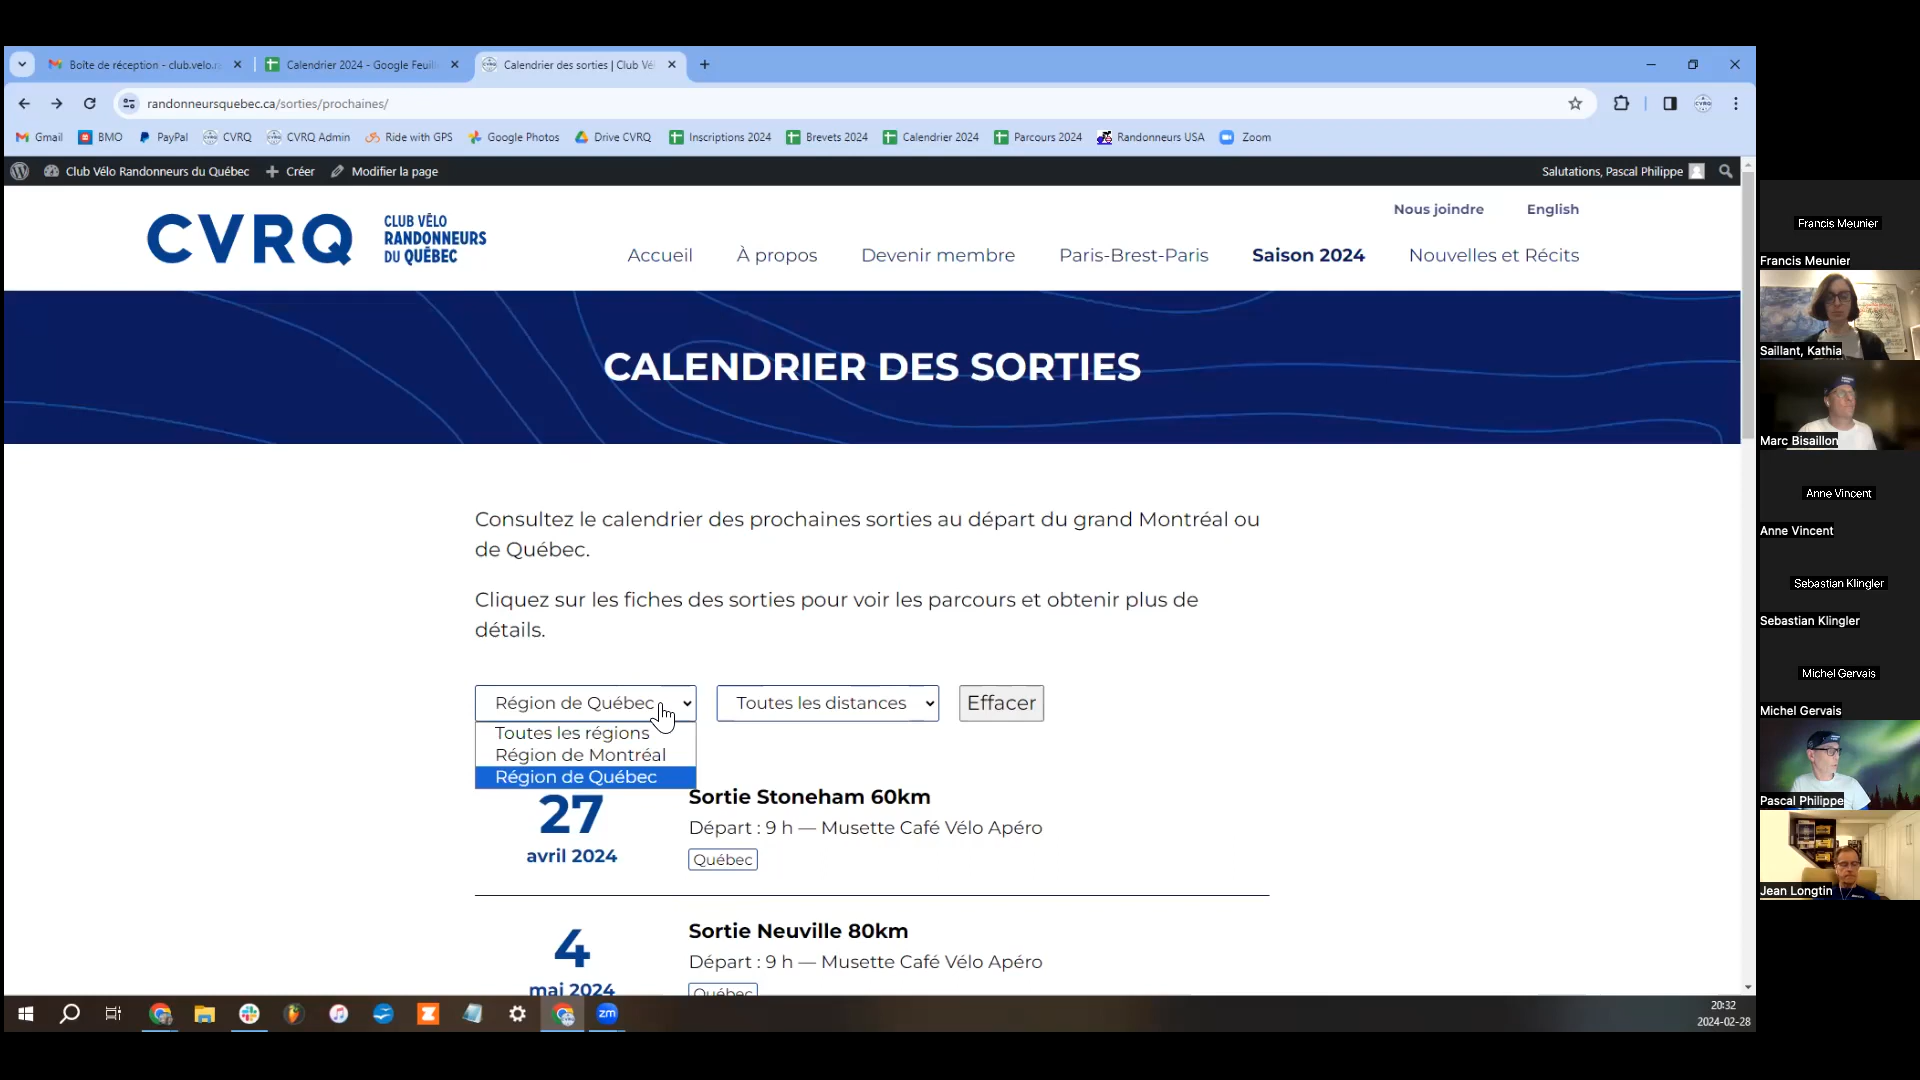 Boîte de réception - club.velo.r
Calendrier 2024 - Google Feuill
Calendrier des sorties | Club Vé
randonneursquebec.ca/sorties/prochaines/
Gmail
BMO
PayPal
CVRQ
CVRQ Admin
Ride with GPS
Google Photos
Drive CVRQ
Inscriptions 2024
Brevets 2024
Calendrier 2024
Parcours 2024
Randonneurs USA
Zoom
Club Vélo Randonneurs du Québec
Créer
Modifier la page
Salutations, Pascal Philippe
Nous joindre
English
CVRQ
CLUB VÉLO
RANDONNEURS
DU QUÉBEC
Accueil
À propos
Devenir membre
Paris-Brest-Paris
Saison 2024
Nouvelles et Récits
CALENDRIER DES SORTIES
Consultez le calendrier des prochaines sorties au départ du grand Montréal ou
de Québec.
Cliquez sur les fiches des sorties pour voir les parcours et obtenir plus de
détails.
Région de Québec
Toutes les distances
Effacer
Toutes les régions
Région de Montréal
Région de Québec
27
avril 2024
Sortie Stoneham 60km
Départ : 9 h — Musette Café Vélo Apéro
Québec
4
mai 2024
Sortie Neuville 80km
Départ : 9 h — Musette Café Vélo Apéro
Québec
zm
20:32
2024-02-28
Francis Meunier
Francis Meunier
Saillant, Kathia
Marc Bisaillon
Anne Vincent
Anne Vincent
Sebastian Klingler
Sebastian Klingler
Michel Gervais
Michel Gervais
Pascal Philippe
Jean Longtin